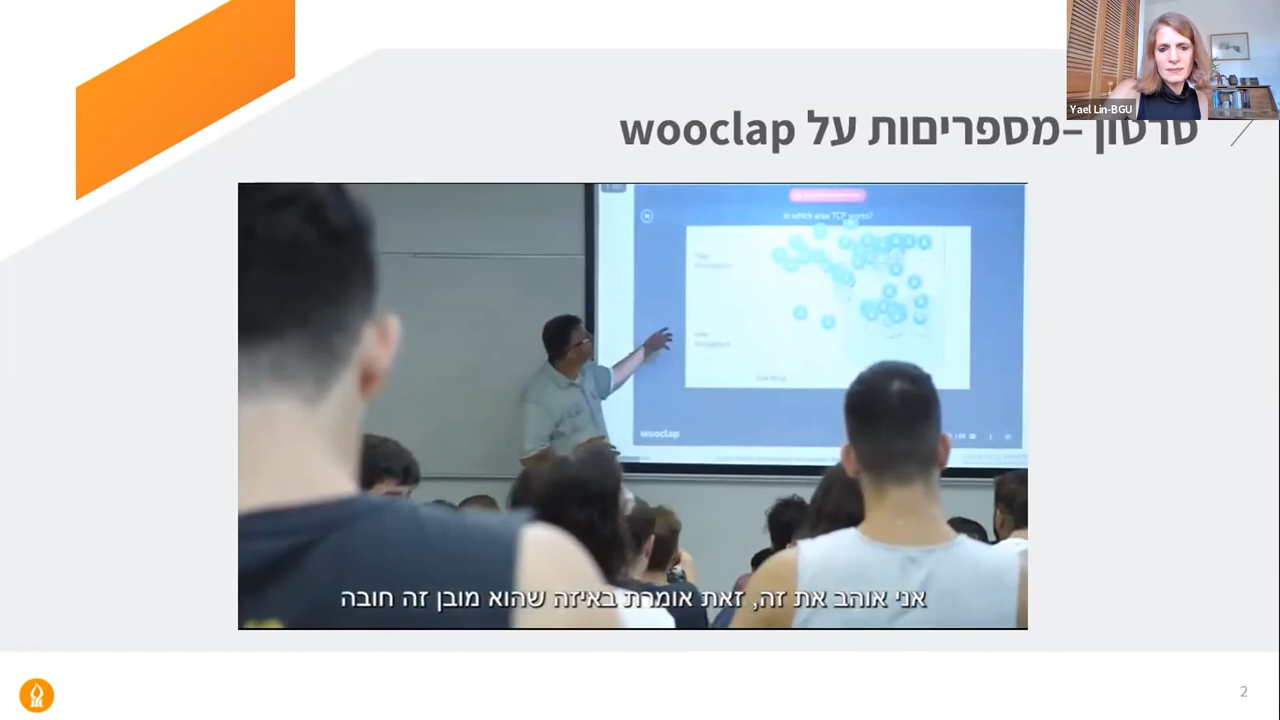 Yael Lin-BGU
סרטון –מספריםות על wooclap
In which area TCP works?
wooclap
אני אוהב את זה, זאת אומרת באיזה שהוא מובן זה חובה
2